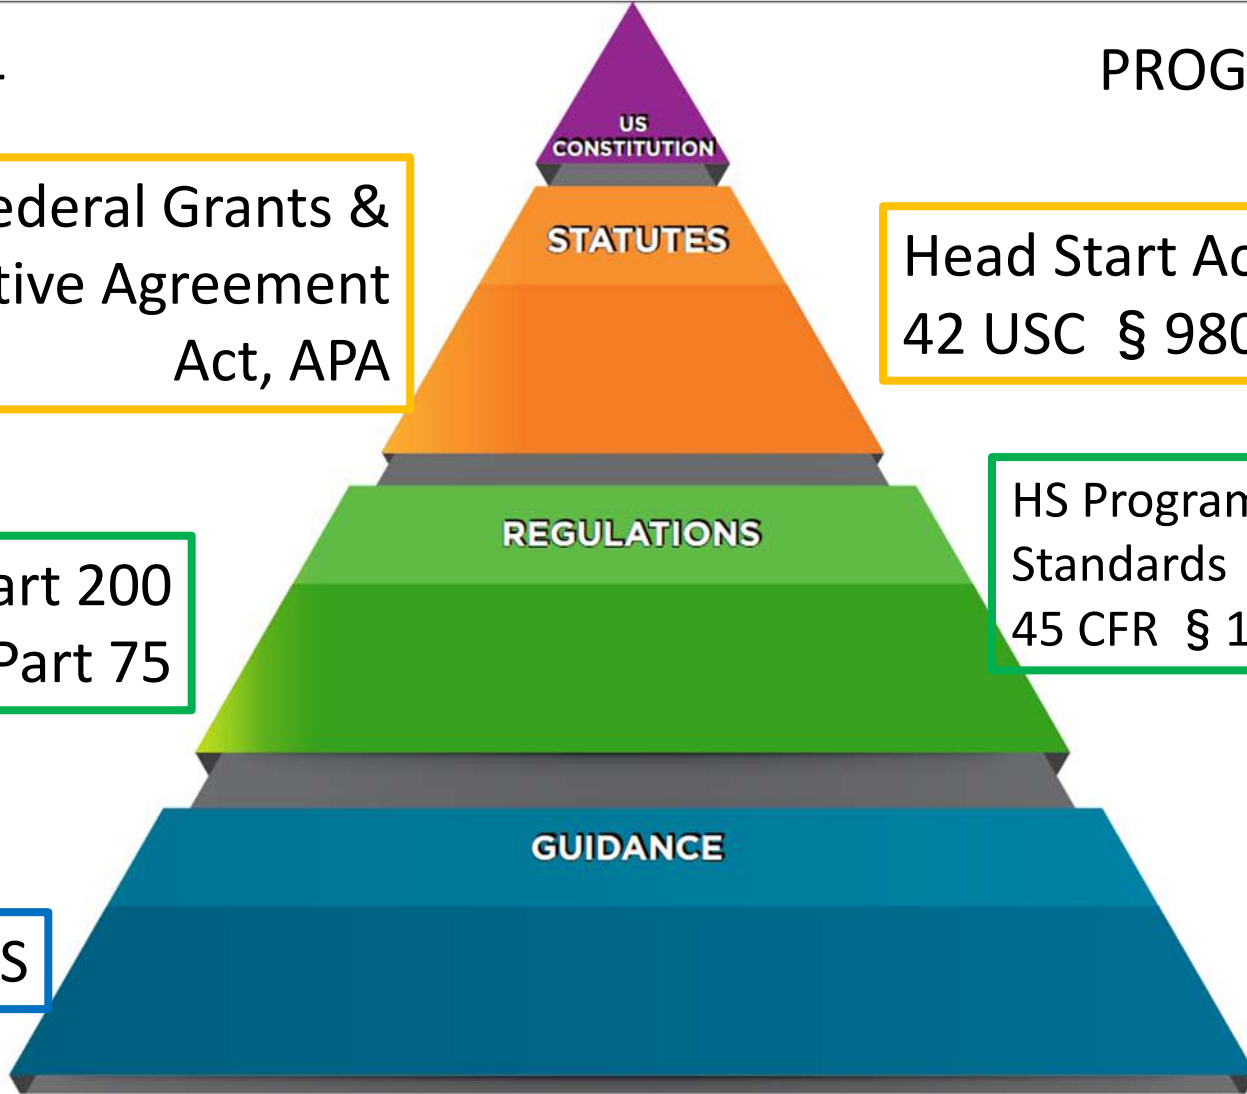 PROG
US
CONSTITUTION
ederal Grants &
tive Agreement
Act, APA
STATUTES
Head Start Ac
42 USC § 980
REGULATIONS
art 200
Part 75
HS Program
Standards
45 CFR § 1
GUIDANCE
S